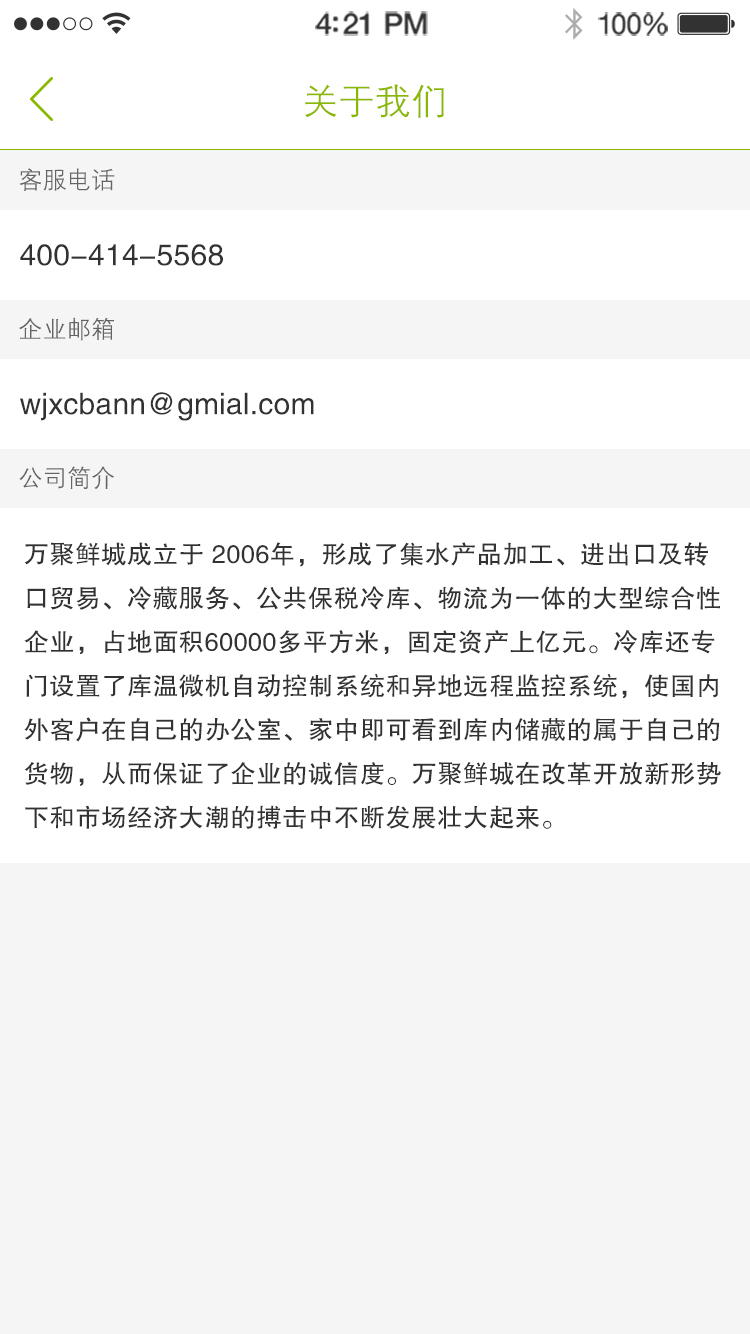 4:21 PM
100%
关于我们
客服电话
400-414-5568
企业邮箱
wjxcbann@gmial.com
公司简介
万聚鲜城成立于 2006年，形成了集水产品加工、进出口及转
口贸易、冷藏服务、公共保税冷库、物流为一体的大型综合性
企业，占地面积60000多平方米，固定资产上亿元。冷库还专
门设置了库温微机自动控制系统和异地远程监控系统，使国内
外客户在自己的办公室、家中即可看到库内储藏的属于自己的
货物，从而保证了企业的诚信度。万聚鲜城在改革开放新形势
下和市场经济大潮的搏击中不断发展壮大起来。